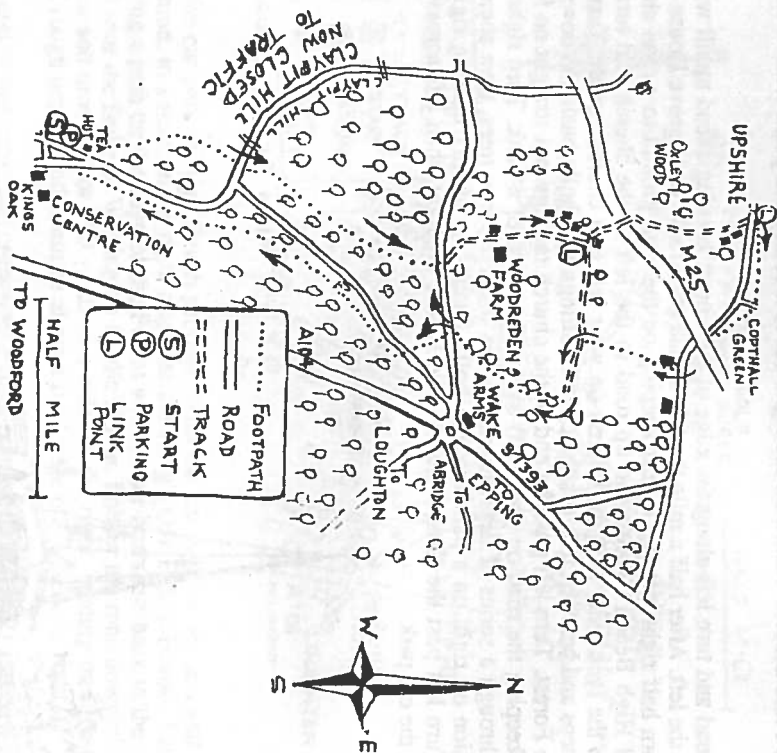 UPSHIRE
L
COPTHALL
GREEN
OXLEY
WOOD
M25
L
WOODREDEN
FARM
WAKE
ARMS
B1393
TO
EPPING
TO
ABRIDGE
TO
LOUGHTON
A104
CLAYPIT HILL
CLAYPIT HILL
NOW CLOSED
TO TRAFFIC
TEA
HUT
P
S
CONSERVATION
CENTRE
KINGS
OAK
TO WOODFORD
HALF MILE
FOOTPATH
ROAD
TRACK
S START
P PARKING
L LINK
POINT
N
W
E
S